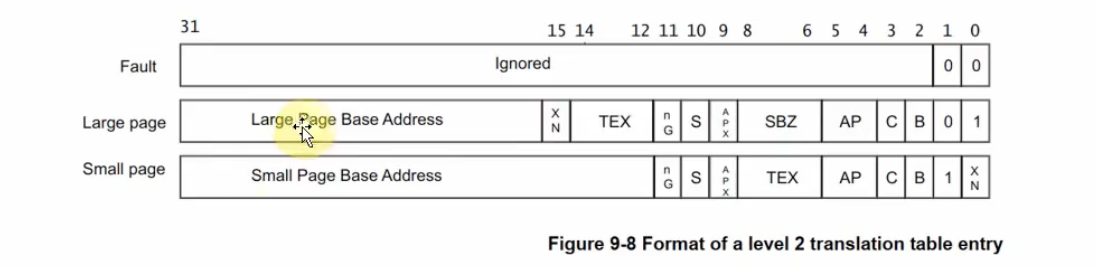 31 15 14 12 11 10 9 8 6 5 4 3 2 1 0
Fault Ignored 0 0
Large page Large Page Base Address XN TEX nG S APX SBZ AP C B 0 1
Small page Small Page Base Address nG S APX TEX AP C B 1 XN
Figure 9-8 Format of a level 2 translation table entry